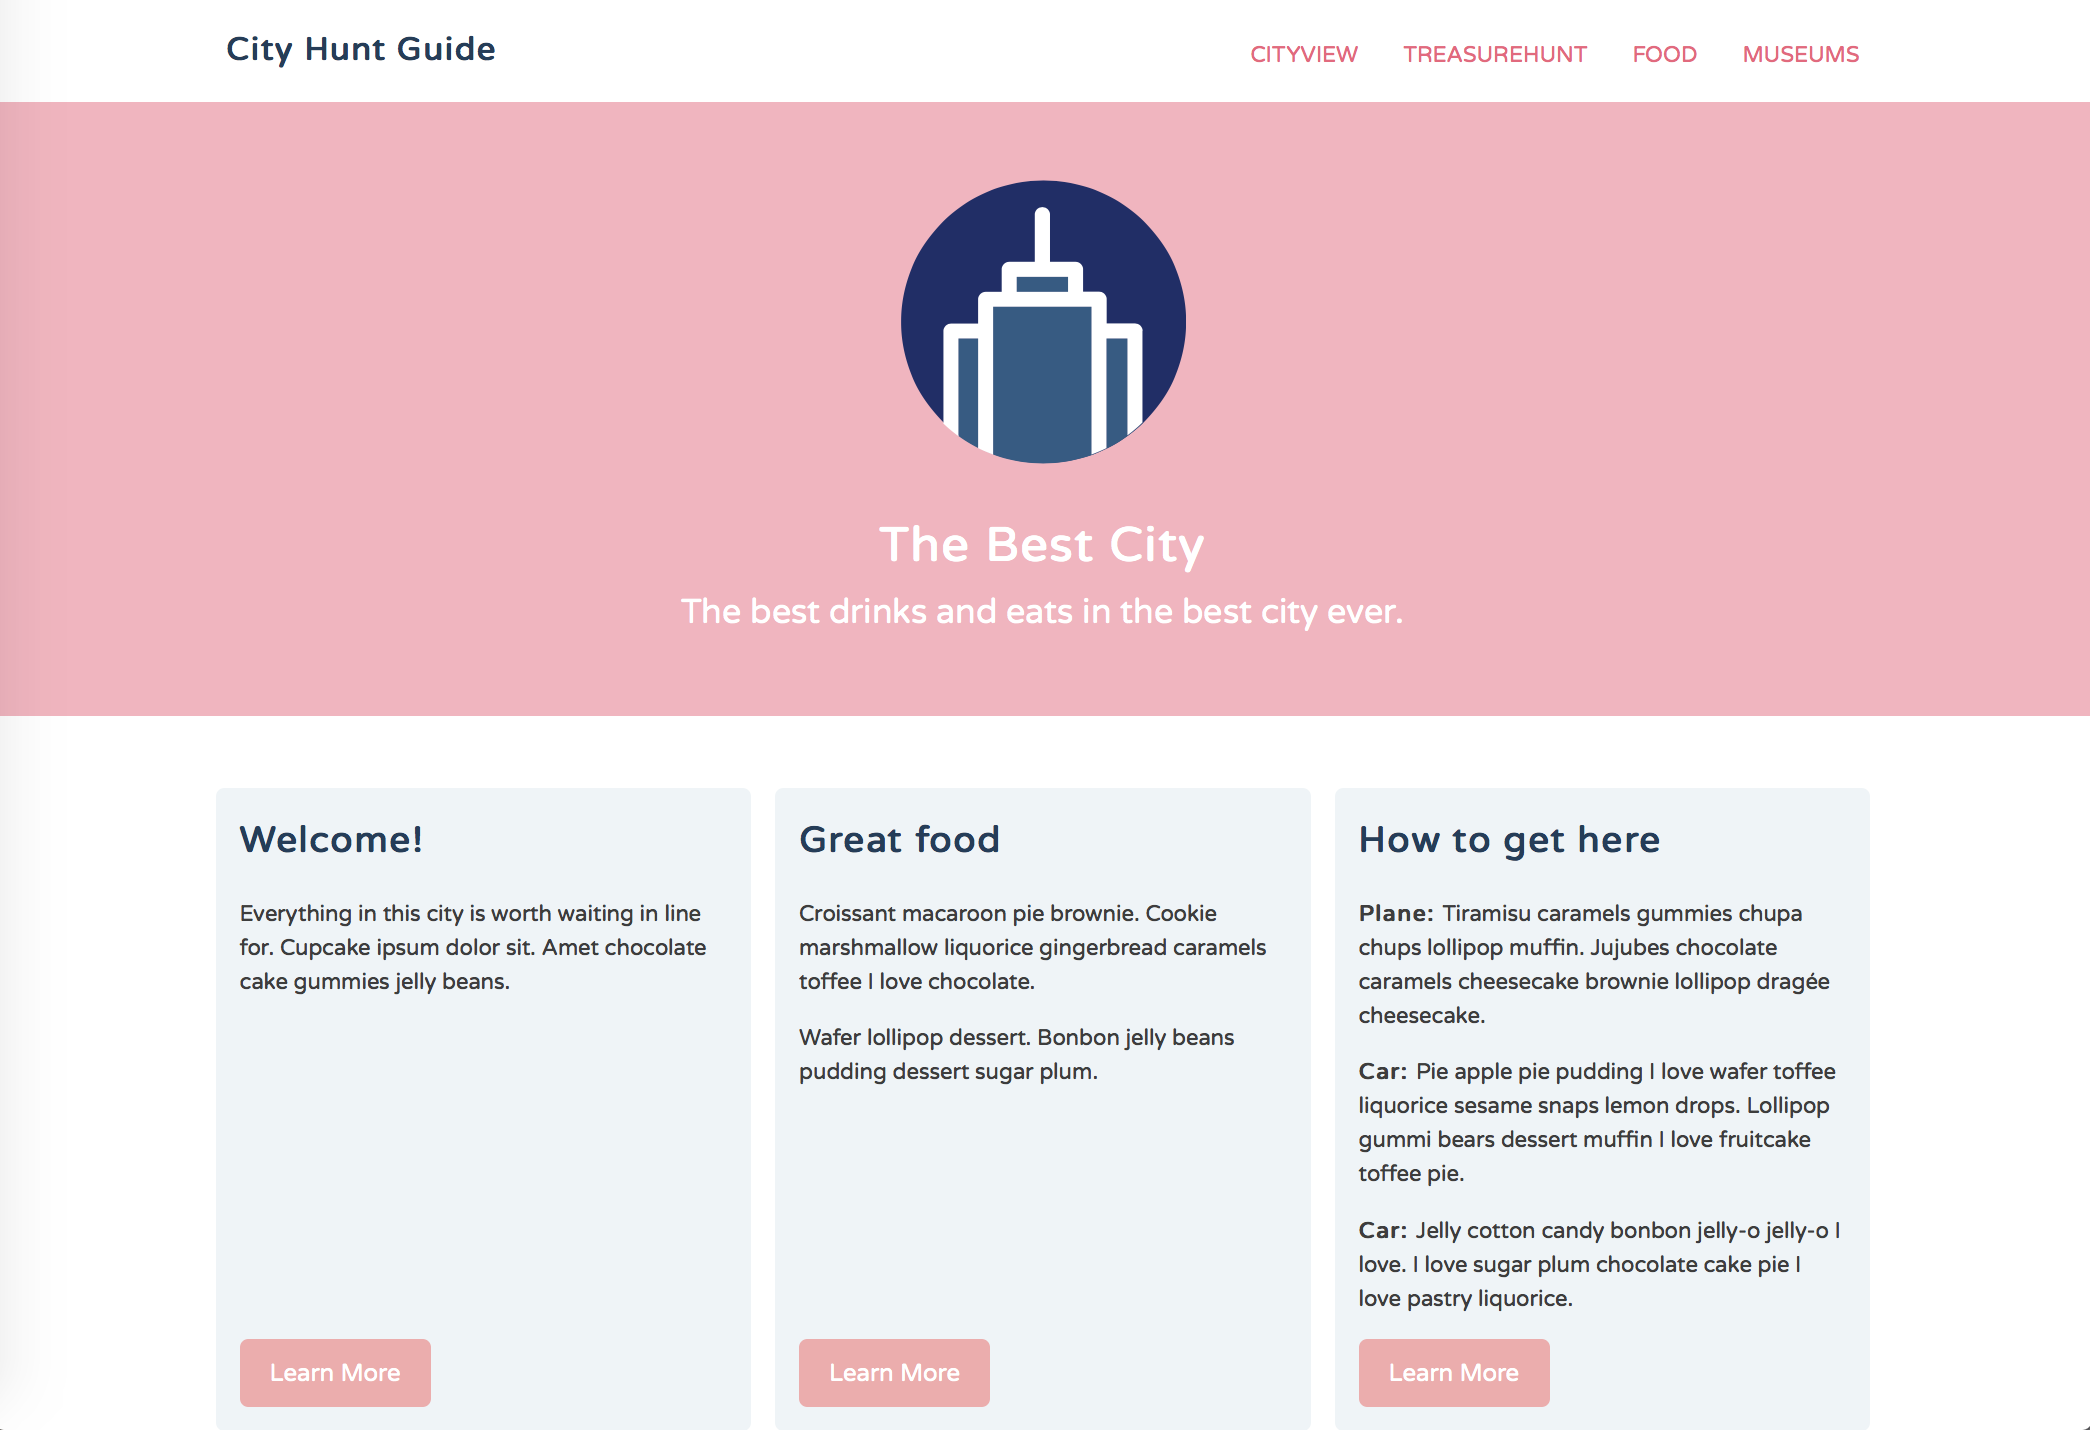 City Hunt Guide
CITYVIEW TREASUREHUNT FOOD MUSEUMS
The Best City
The best drinks and eats in the best city ever.
Welcome!
Everything in this city is worth waiting in line
for. Cupcake ipsum dolor sit. Amet chocolate
cake gummies jelly beans.
Learn More
Great food
Croissant macaroon pie brownie. Cookie
marshmallow liquorice gingerbread caramels
toffee I love chocolate.
Wafer lollipop dessert. Bonbon jelly beans
pudding dessert sugar plum.
Learn More
How to get here
Plane: Tiramisu caramels gummies chupa
chups lollipop muffin. Jujubes chocolate
caramels cheesecake brownie lollipop dragée
cheesecake.
Car: Pie apple pie pudding I love wafer toffee
liquorice sesame snaps lemon drops. Lollipop
gummi bears dessert muffin I love fruitcake
toffee pie.
Car: Jelly cotton candy bonbon jelly-o jelly-o I
love. I love sugar plum chocolate cake pie I
love pastry liquorice.
Learn More